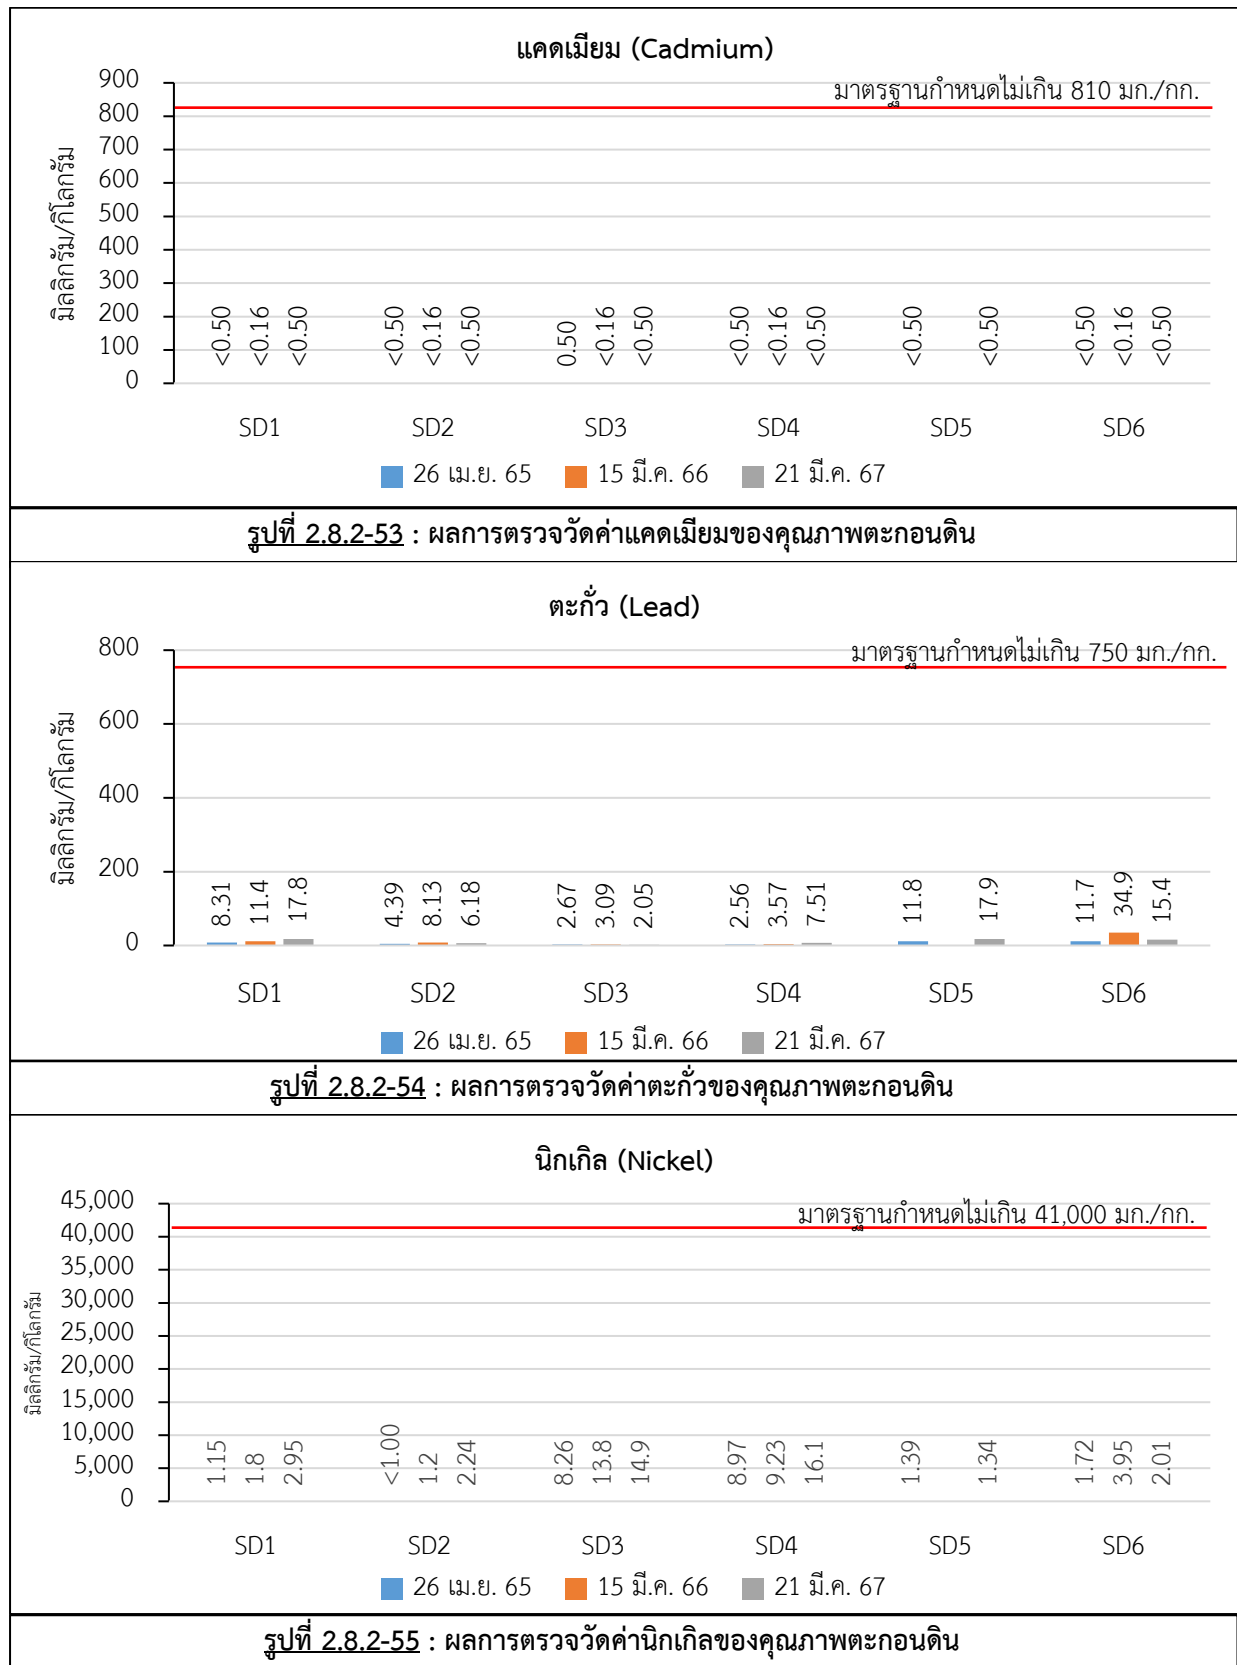 แคดเมียม (Cadmium)
มาตรฐานกำหนดไม่เกิน 810 มก./กก.
มิลลิกรัม/กิโลกรัม
900
800
700
600
500
400
300
200
100
0
<0.50 <0.16 <0.50 <0.50 <0.16 <0.50 0.50 <0.16 <0.50 <0.50 <0.16 <0.50 <0.50 <0.50 <0.50 <0.16 <0.50
SD1 SD2 SD3 SD4 SD5 SD6
26 เม.ย. 65 15 มี.ค. 66 21 มี.ค. 67
รูปที่ 2.8.2-53 : ผลการตรวจวัดค่าแคดเมียมของคุณภาพตะกอนดิน
ตะกั่ว (Lead)
มาตรฐานกำหนดไม่เกิน 750 มก./กก.
มิลลิกรัม/กิโลกรัม
800
600
400
200
0
8.31 11.4 17.8 4.39 8.13 6.18 2.67 3.09 2.05 2.56 3.57 7.51 11.8 17.9 11.7 34.9 15.4
SD1 SD2 SD3 SD4 SD5 SD6
26 เม.ย. 65 15 มี.ค. 66 21 มี.ค. 67
รูปที่ 2.8.2-54 : ผลการตรวจวัดค่าตะกั่วของคุณภาพตะกอนดิน
นิกเกิล (Nickel)
มาตรฐานกำหนดไม่เกิน 41,000 มก./กก.
มิลลิกรัม/กิโลกรัม
45,000
40,000
35,000
30,000
25,000
20,000
15,000
10,000
5,000
0
1.15 1.8 2.95 <1.00 1.2 2.24 8.26 13.8 14.9 8.97 9.23 16.1 1.39 1.34 1.72 3.95 2.01
SD1 SD2 SD3 SD4 SD5 SD6
26 เม.ย. 65 15 มี.ค. 66 21 มี.ค. 67
รูปที่ 2.8.2-55 : ผลการตรวจวัดค่านิกเกิลของคุณภาพตะกอนดิน